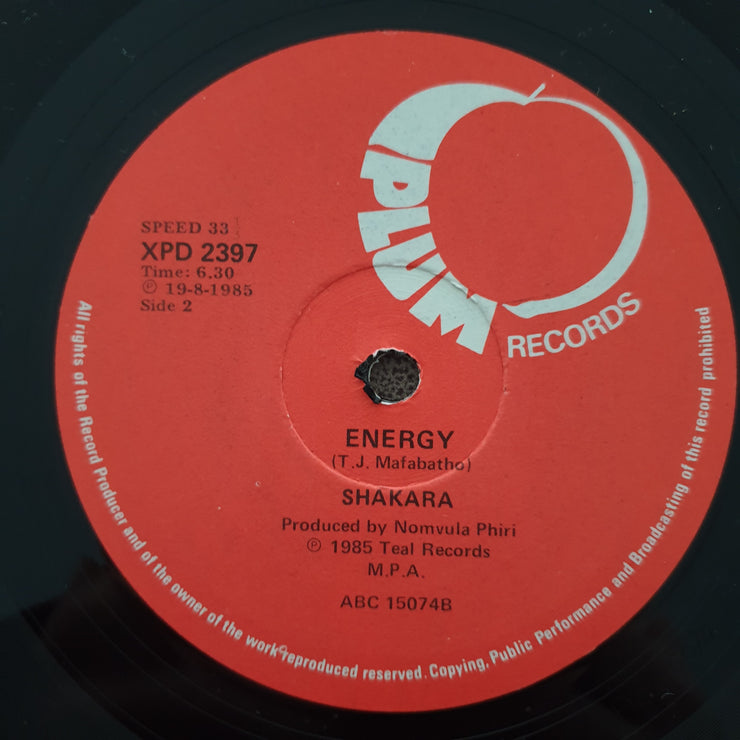 PLUM
RECORDS
SPEED 33⅓
XPD 2397
Time: 6.30
℗ 19-8-1985
Side 2
ENERGY
(T.J. Mafabatho)
SHAKARA
Produced by Nomvula Phiri
℗ 1985 Teal Records
M.P.A.
ABC 15074B
All rights of the Record Producer and of the owner of the work reproduced reserved. Copying, Public Performance and Broadcasting of this record prohibited